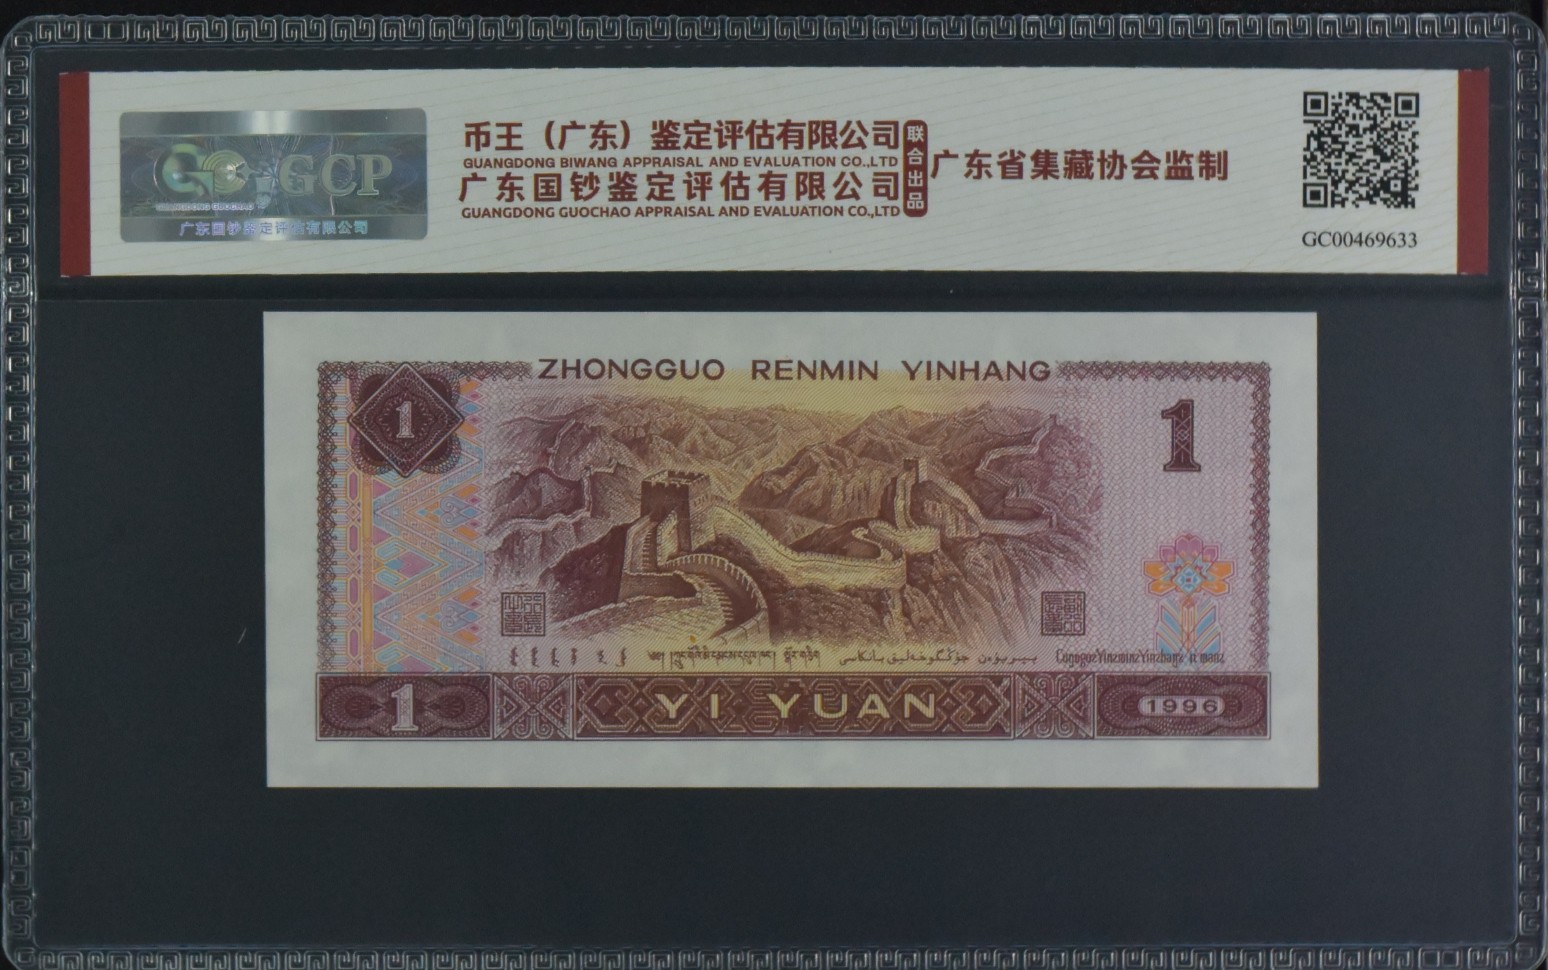 GCP
广东国钞鉴定评估有限公司
币王（广东）鉴定评估有限公司
GUANGDONG BIWANG APPRAISAL AND EVALUATION CO.,LTD
广东国钞鉴定评估有限公司
GUANGDONG GUOCHAO APPRAISAL AND EVALUATION CO.,LTD
联合出品
广东省集藏协会监制
GC00469633
ZHONGGUO RENMIN YINHANG
1
1
1
YI YUAN
1996